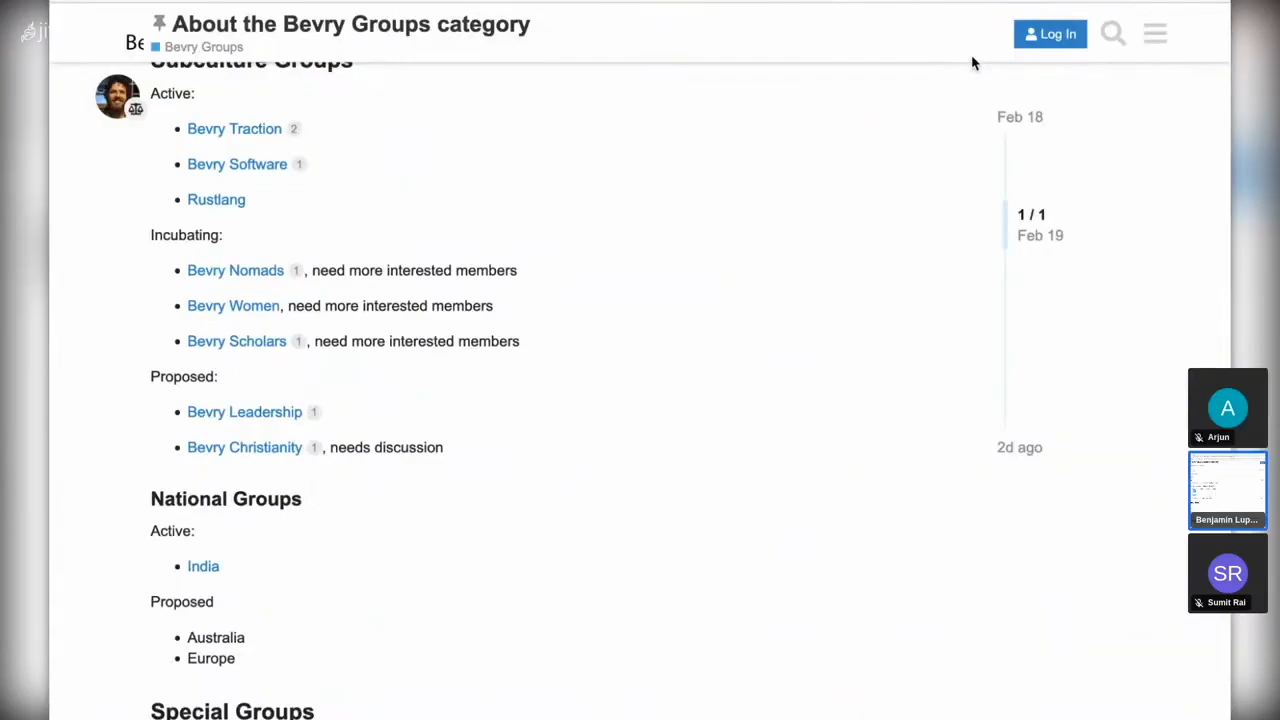 About the Bevry Groups category
Log In
Be
Bevry Groups
Subculture Groups
Active:
Bevry Traction 2
Bevry Software 1
Rustlang
Incubating:
Bevry Nomads 1 , need more interested members
Bevry Women, need more interested members
Bevry Scholars 1 , need more interested members
Proposed:
Bevry Leadership 1
Bevry Christianity 1 , needs discussion
National Groups
Active:
India
Proposed
Australia
Europe
Special Groups
Feb 18
1 / 1
Feb 19
2d ago
A
Arjun
Benjamin Lup...
SR
Sumit Rai